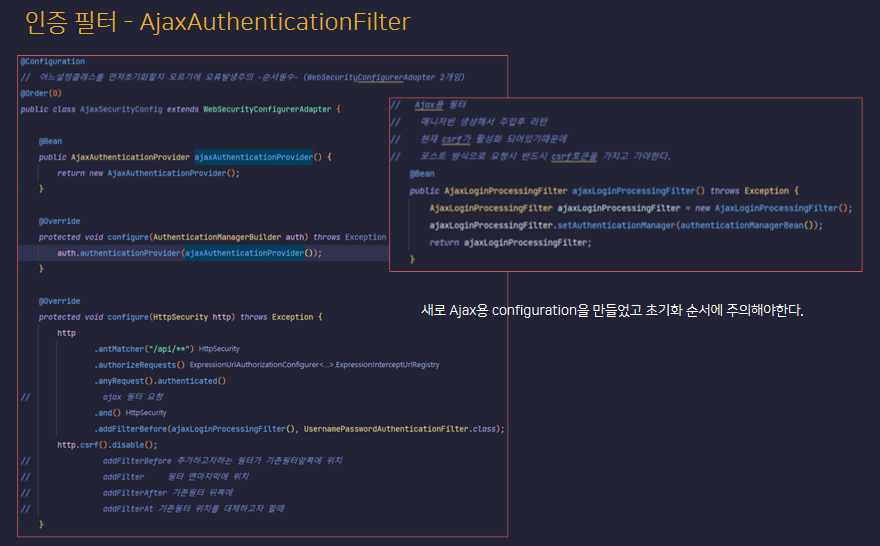 인증 필터 - AjaxAuthenticationFilter
@Configuration
// 어느설정클래스를 먼저초기화할지 모르기에 오류발생주의 -순서필수- (WebSecurityConfigurerAdapter 2개임)
@Order(0)
public class AjaxSecurityConfig extends WebSecurityConfigurerAdapter {
@Bean
public AjaxAuthenticationProvider ajaxAuthenticationProvider() {
return new AjaxAuthenticationProvider();
}
@Override
protected void configure(AuthenticationManagerBuilder auth) throws Exception
auth.authenticationProvider(ajaxAuthenticationProvider());
}
@Override
protected void configure(HttpSecurity http) throws Exception {
http
.antMatcher("/api/**") HttpSecurity
.authorizeRequests() ExpressionUrlAuthorizationConfigurer<...>.ExpressionInterceptUrlRegistry
.anyRequest().authenticated()
// ajax 필터 요청
.and() HttpSecurity
.addFilterBefore(ajaxLoginProcessingFilter(), UsernamePasswordAuthenticationFilter.class);
http.csrf().disable();
// addFilterBefore 추가하고자하는 필터가 기존필터앞쪽에 위치
// addFilter 필터 맨마지막에 위치
// addFilterAfter 기존필터 뒤쪽에
// addFilterAt 기존필터 위치를 대체하고자 할때
}
// Ajax용 필터
// 매니저빈 생성해서 주입후 리턴
// 현재 csrf가 활성화 되어있기때문에
// 포스트 방식으로 요청시 반드시 csrf토큰을 가지고 가야한다.
@Bean
public AjaxLoginProcessingFilter ajaxLoginProcessingFilter() throws Exception {
AjaxLoginProcessingFilter ajaxLoginProcessingFilter = new AjaxLoginProcessingFilter();
ajaxLoginProcessingFilter.setAuthenticationManager(authenticationManagerBean());
return ajaxLoginProcessingFilter;
}
새로 Ajax용 configuration을 만들었고 초기화 순서에 주의해야한다.